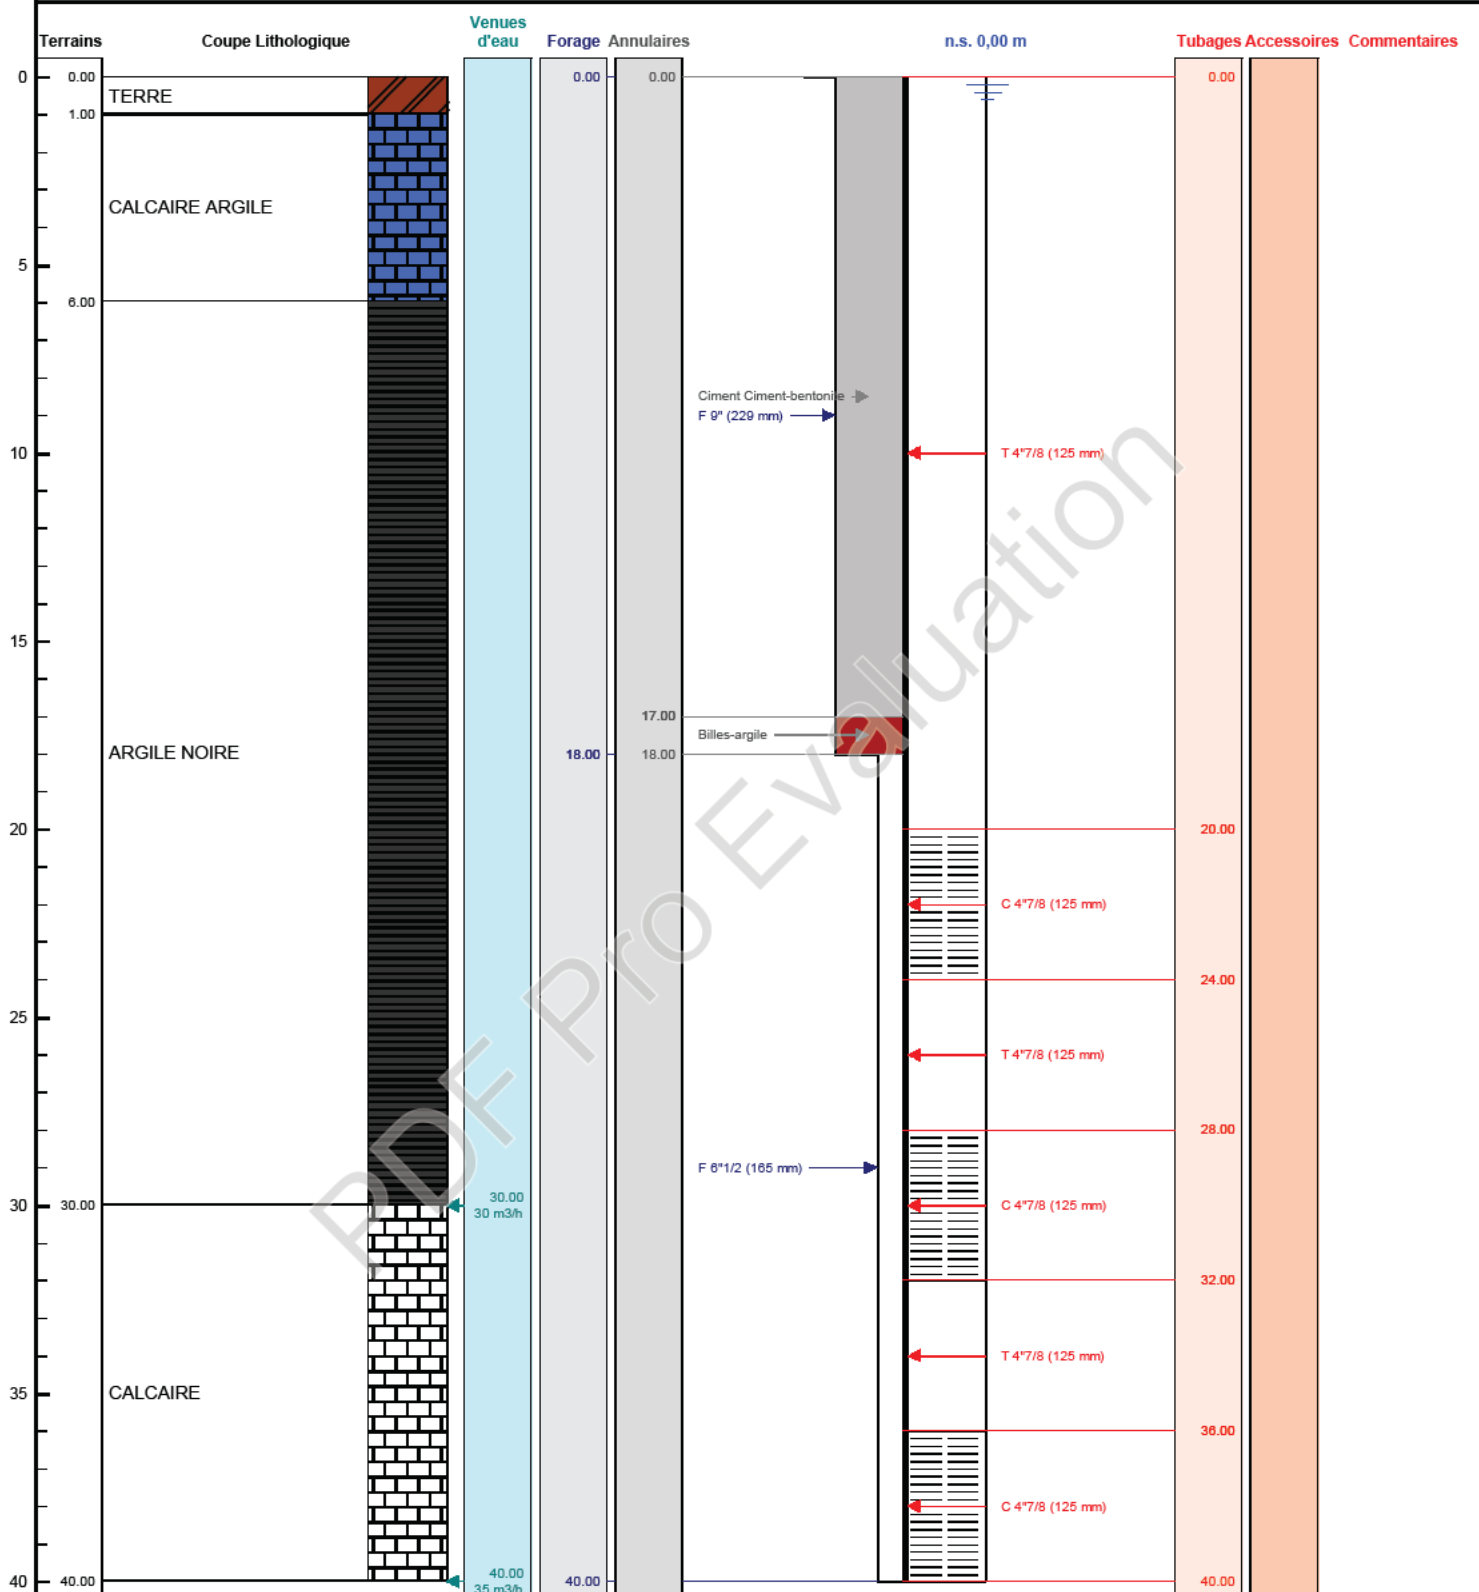 Terrains Coupe Lithologique Venues d'eau Forage Annulaires n.s. 0,00 m Tubages Accessoires Commentaires
0 0.00 0.00 0.00 0.00
TERRE
1.00
CALCAIRE ARGILE
5
6.00
Ciment Ciment-bentonite
F 9" (229 mm)
10 T 4"7/8 (125 mm)
15
17.00
Billes-argile
ARGILE NOIRE 18.00 18.00
20 20.00
C 4"7/8 (125 mm)
24.00
25
T 4"7/8 (125 mm)
28.00
F 6"1/2 (165 mm)
30 30.00 30.00 C 4"7/8 (125 mm)
30 m3/h
32.00
T 4"7/8 (125 mm)
35 CALCAIRE
36.00
C 4"7/8 (125 mm)
40 40.00 40.00 40.00 40.00
35 m3/h
PDF Pro Evaluation